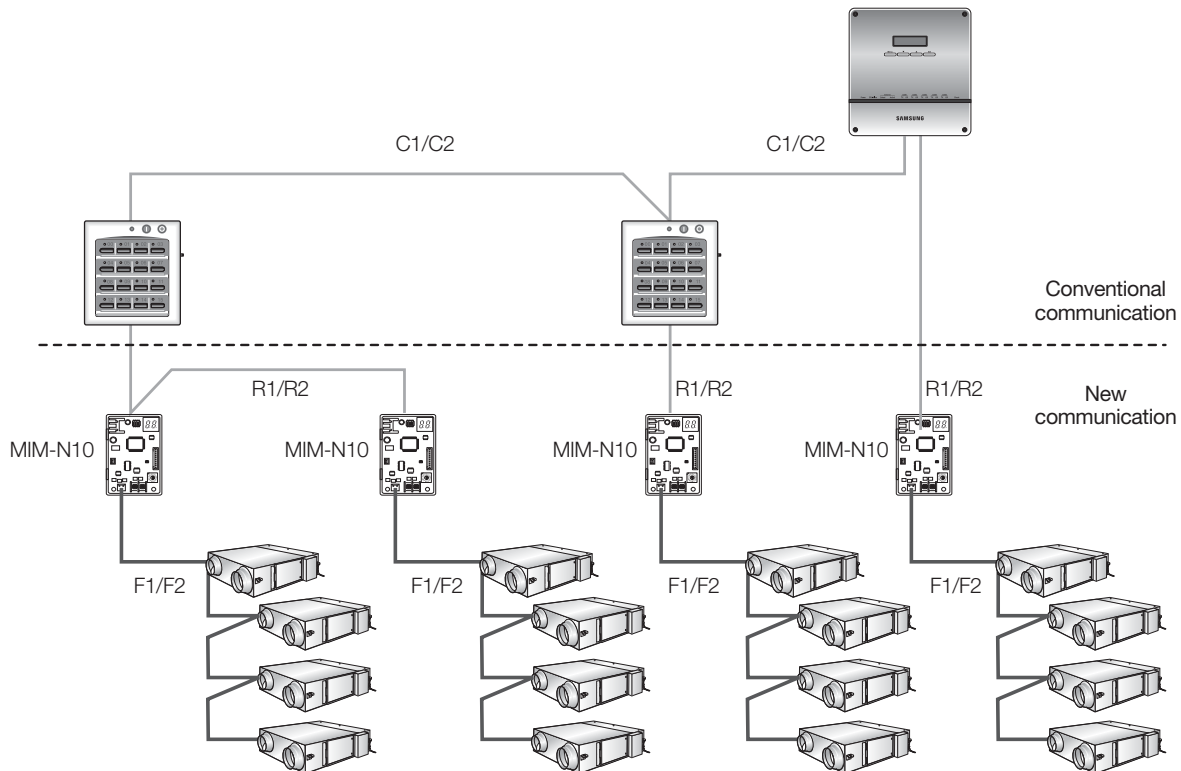 SAMSUNG
C1/C2
C1/C2
Conventional
communication
R1/R2
R1/R2
R1/R2
New
communication
MIM-N10
MIM-N10
MIM-N10
MIM-N10
F1/F2
F1/F2
F1/F2
F1/F2